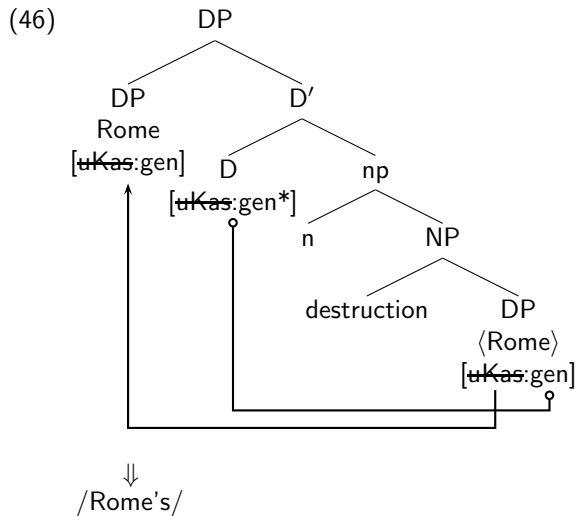 (46)
DP
DP D′
Rome
[uKas:gen] D np
[uKas:gen*]
n NP
destruction DP
⟨Rome⟩
[uKas:gen]
⇓
/Rome's/